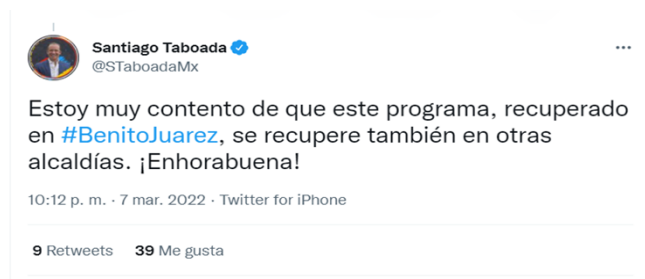 Santiago Taboada
@STaboadaMx
Estoy muy contento de que este programa, recuperado
en #BenitoJuarez, se recupere también en otras
alcaldías. ¡Enhorabuena!
10:12 p. m. · 7 mar. 2022 · Twitter for iPhone
9 Retweets 39 Me gusta